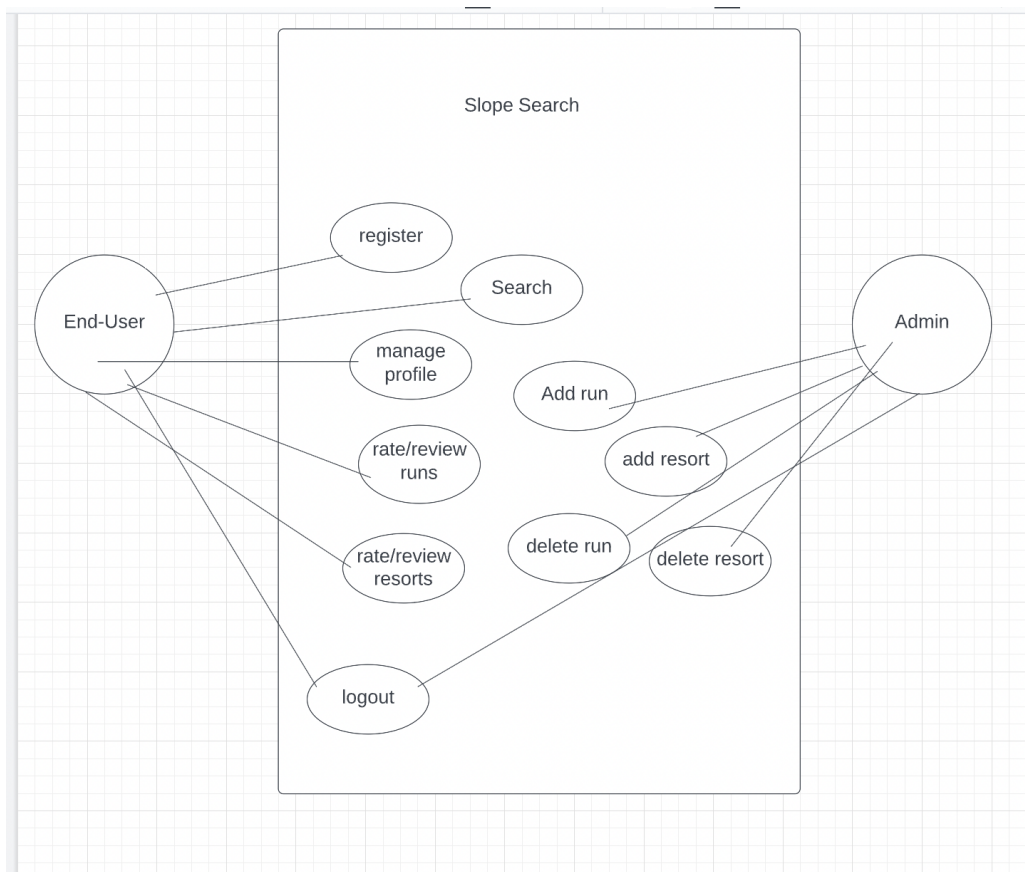 Slope Search
register
Search
End-User
Admin
manage
profile
Add run
rate/review
runs
add resort
delete run
delete resort
rate/review
resorts
logout